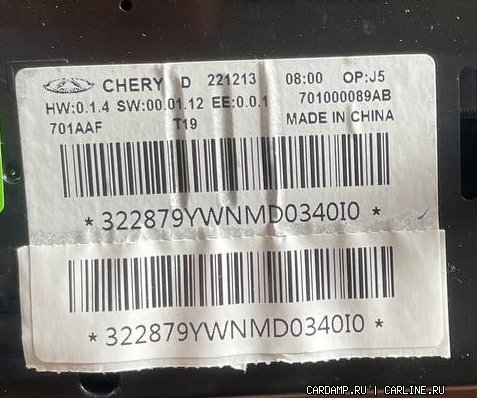 CHERY D 221213 08:00 OP:J5
HW:0.1.4 SW:00.01.12 EE:0.0.1 701000089AB
701AAF T19 MADE IN CHINA
*322879YWNMD0340I0*
*322879YWNMD0340I0*
CARDAMP.RU | CARLINE.RU